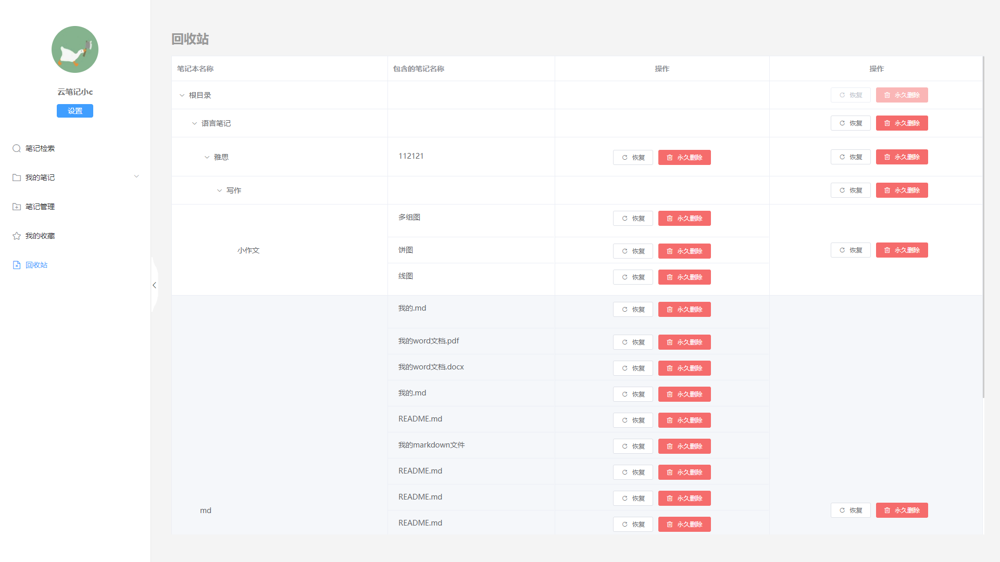 云笔记小c
设置
笔记检索
我的笔记
笔记管理
我的收藏
回收站
回收站
笔记本名称 包含的笔记名称 操作 操作
根目录 恢复 永久删除
语言笔记 恢复 永久删除
雅思 112121 恢复 永久删除 恢复 永久删除
写作 恢复 永久删除
多组图 恢复 永久删除
饼图 恢复 永久删除
小作文 恢复 永久删除
线图 恢复 永久删除
我的.md 恢复 永久删除
我的word文档.pdf 恢复 永久删除
我的word文档.docx 恢复 永久删除
我的.md 恢复 永久删除
README.md 恢复 永久删除
我的markdown文件 恢复 永久删除
README.md 恢复 永久删除
README.md 恢复 永久删除
md 恢复 永久删除
README.md 恢复 永久删除